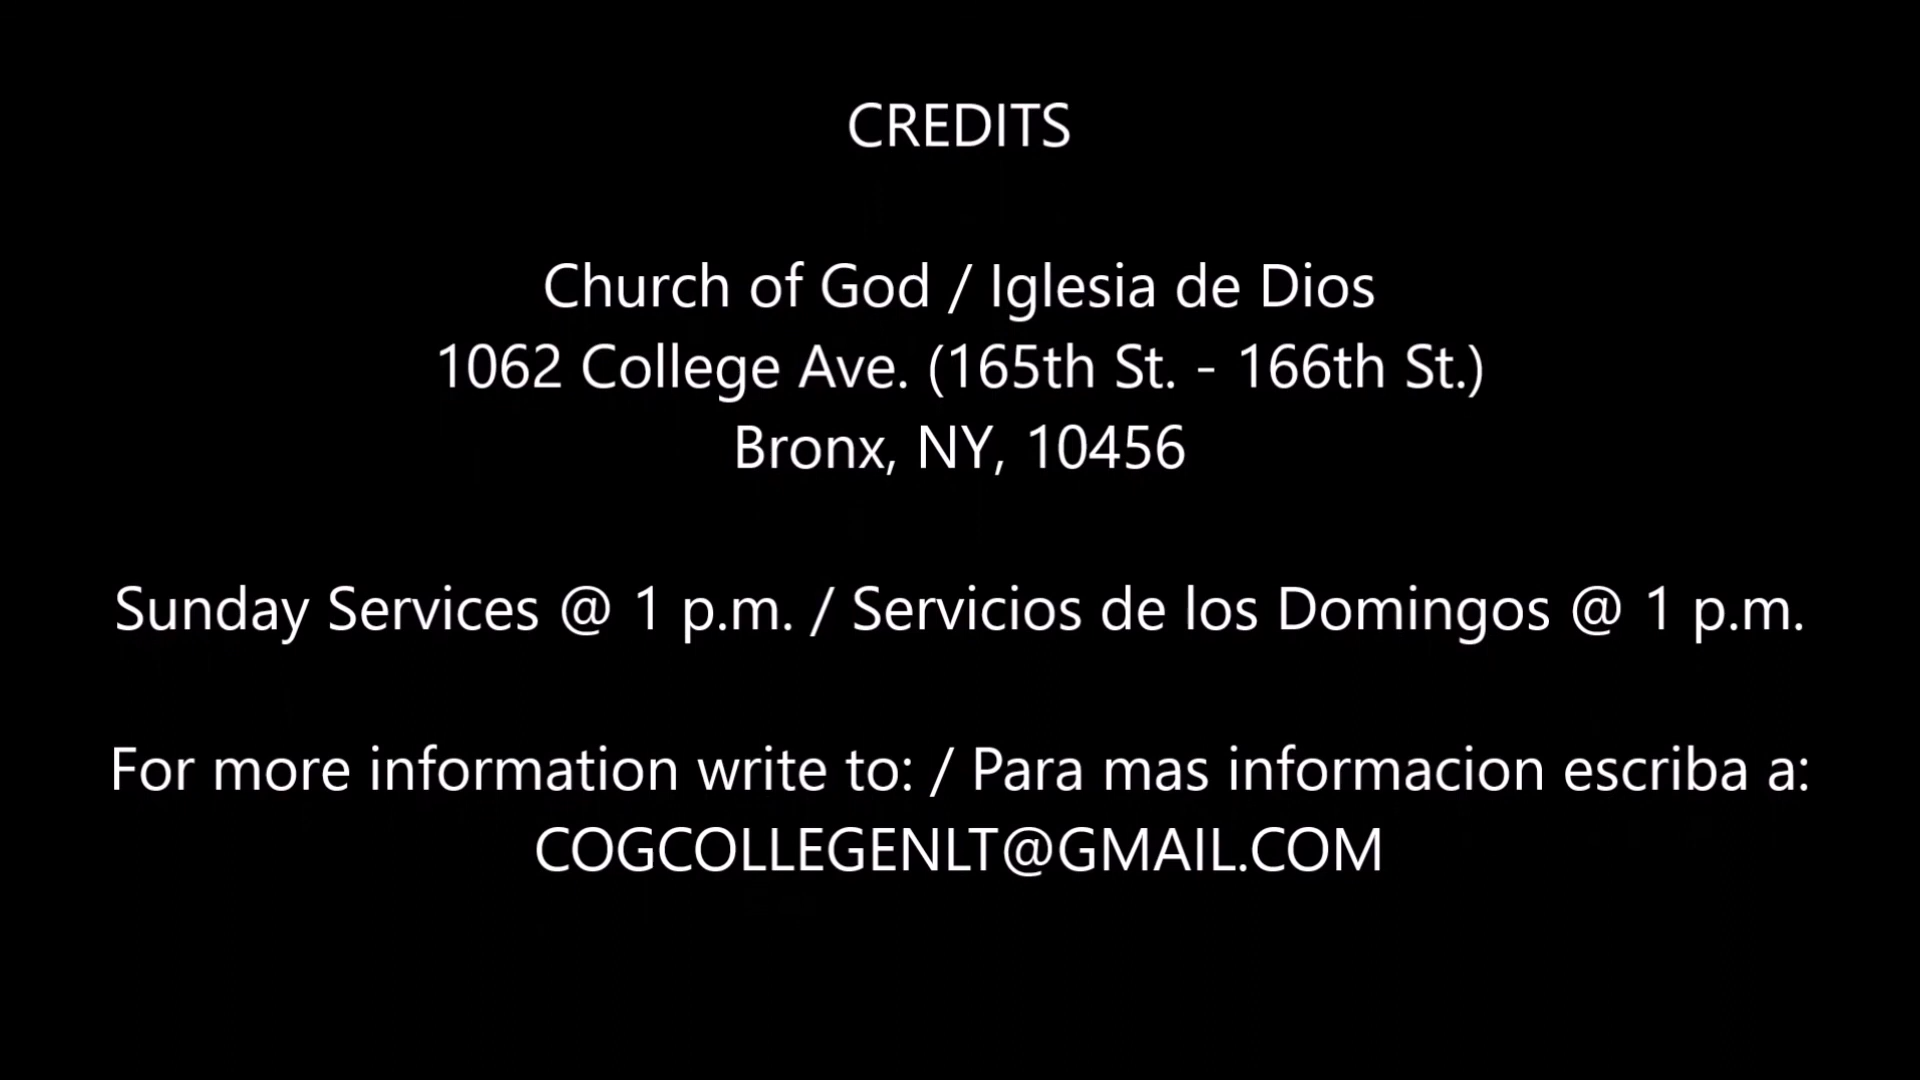 CREDITS
Church of God / Iglesia de Dios
1062 College Ave. (165th St. - 166th St.)
Bronx, NY, 10456
Sunday Services @ 1 p.m. / Servicios de los Domingos @ 1 p.m.
For more information write to: / Para mas informacion escriba a:
COGCOLLEGENLT@GMAIL.COM